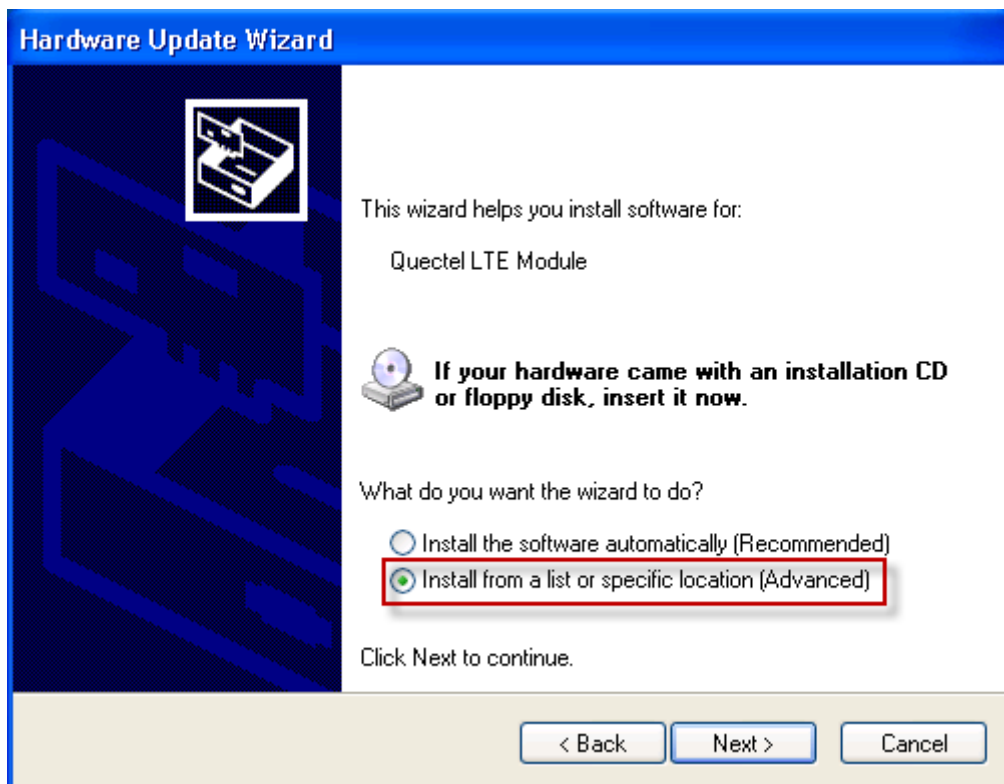 Hardware Update Wizard
This wizard helps you install software for:
Quectel LTE Module
If your hardware came with an installation CD
or floppy disk, insert it now.
What do you want the wizard to do?
Install the software automatically (Recommended)
Install from a list or specific location (Advanced)
Click Next to continue.
< Back Next > Cancel